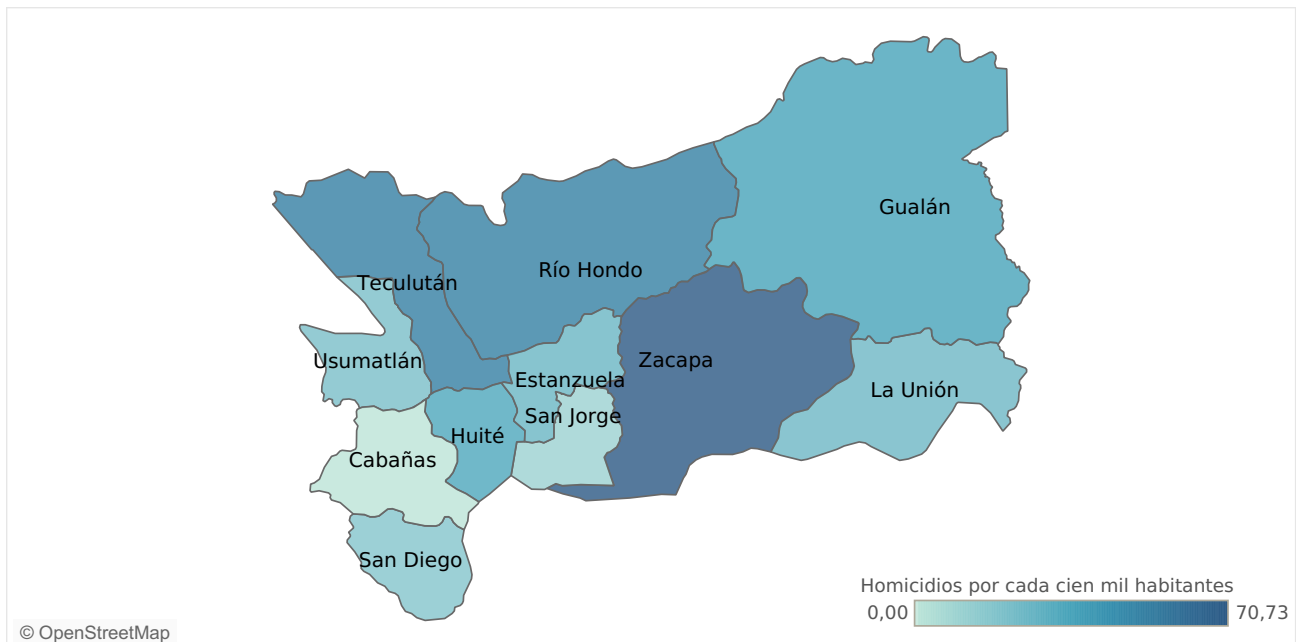 Gualán
Río Hondo
Teculután
Zacapa
Usumatlán
Estanzuela
La Unión
San Jorge
Huité
Cabañas
San Diego
Homicidios por cada cien mil habitantes
0,00 70,73
© OpenStreetMap